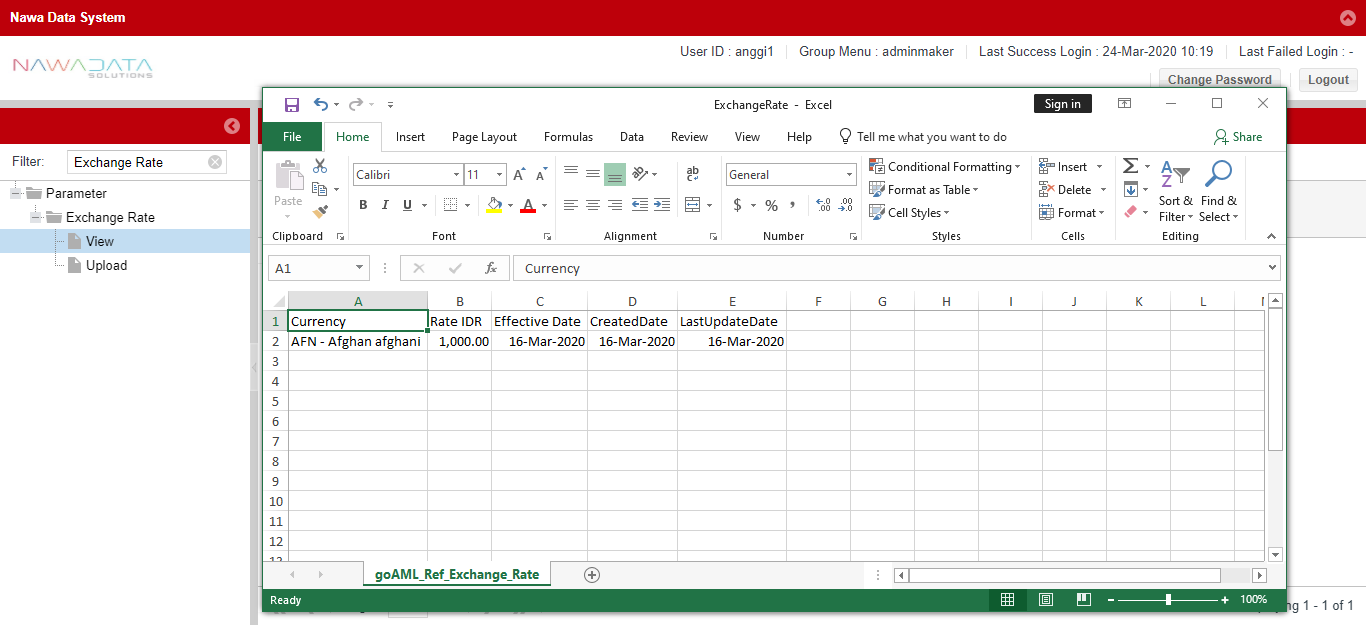 Nawa Data System
NAWADATA
SOLUTIONS
User ID : anggi1
Group Menu : adminmaker
Last Success Login : 24-Mar-2020 10:19
Last Failed Login : -
Change Password
Logout
Filter:
Exchange Rate
Parameter
Exchange Rate
View
Upload
ExchangeRate - Excel
Sign in
File Home Insert Page Layout Formulas Data Review View Help Tell me what you want to do Share
Paste
Clipboard
Calibri 11
B I U
Font
Alignment
General
$ % ,
Number
Conditional Formatting
Format as Table
Cell Styles
Styles
Insert
Delete
Format
Cells
Sort & Filter
Find & Select
Editing
A1 fx Currency
A B C D E F G H I J K L
1 Currency Rate IDR Effective Date CreatedDate LastUpdateDate
2 AFN - Afghan afghani 1,000.00 16-Mar-2020 16-Mar-2020 16-Mar-2020
3
4
5
6
7
8
9
10
11
12
13
goAML_Ref_Exchange_Rate
Ready
100%
ng 1 - 1 of 1